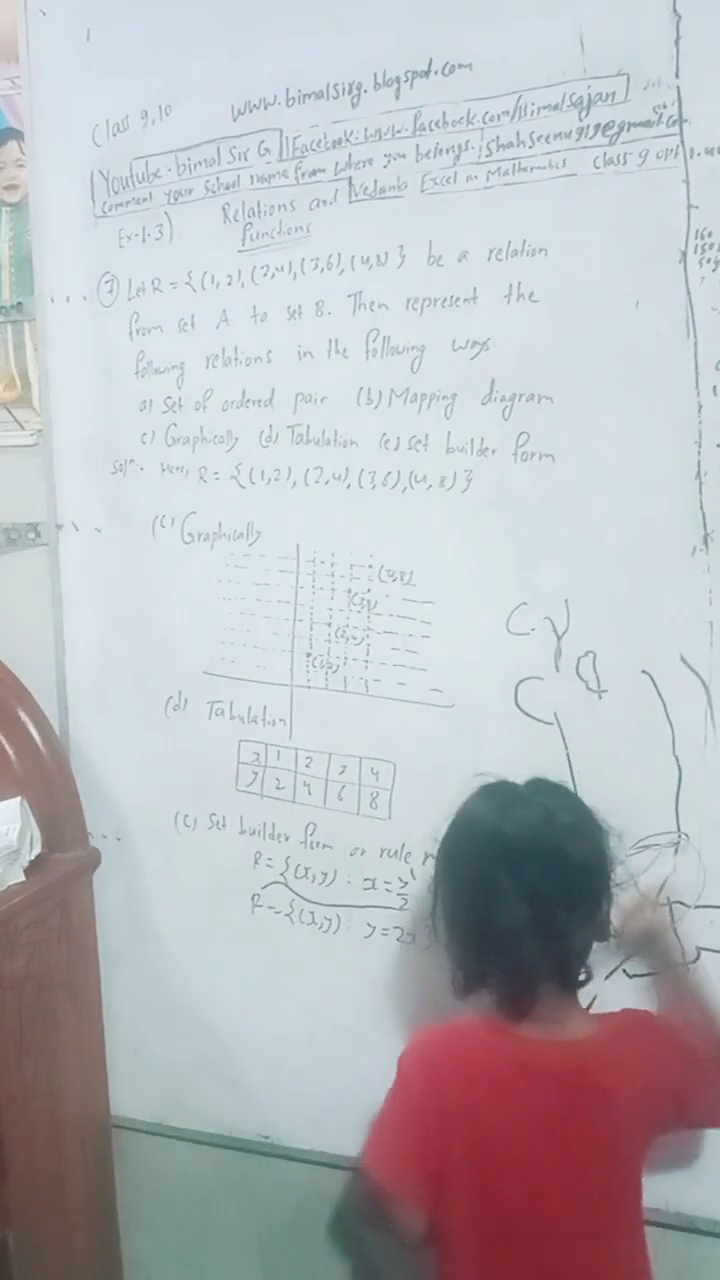 Class 9,10
www.bimalsirg.blogspot.com
Youtube:-bimal Sir G Facebook: www.facebook.com/bimalsajan
Comment your School name from where you belongs.
Ex-1.3) Relations and Vedanta Excel in Mathematics Class 9 opt
Functions
7 Let R = {(1,2),(2,4),(3,6),(4,8)} be a relation
from set A to set B. Then represent the
following relations in the following ways.
a) Set of ordered pair (b) Mapping diagram
c) Graphically (d) Tabulation (e) set builder form
Solⁿ:- Here, R = {(1,2),(2,4),(3,6),(4,8)}
(c) Graphically
(4,8)
(3,6)
(2,4)
(1,2)
(d) Tabulation
x 1 2 3 4
y 2 4 6 8
(e) Set builder form or rule
R = {(x,y) : x = y/2
R = {(x,y) : y = 2x}